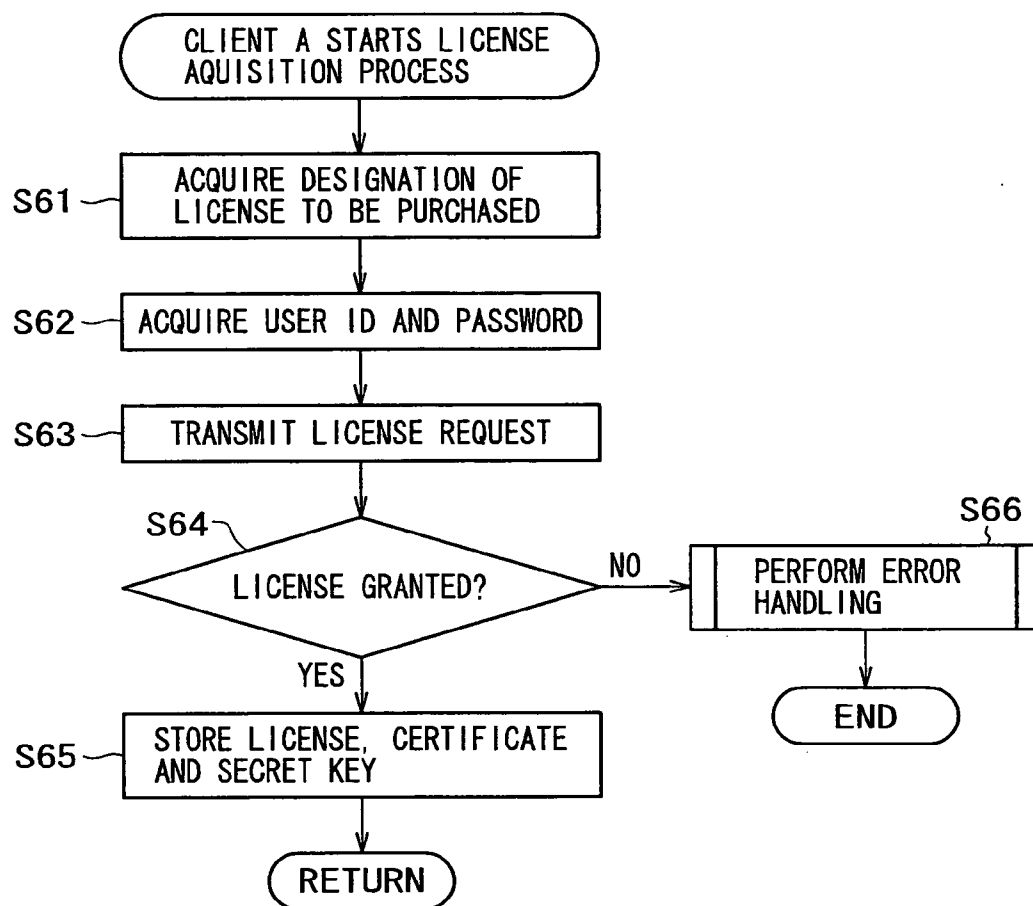 CLIENT A STARTS LICENSE
AQUISITION PROCESS
S61
ACQUIRE DESIGNATION OF
LICENSE TO BE PURCHASED
S62
ACQUIRE USER ID AND PASSWORD
S63
TRANSMIT LICENSE REQUEST
S64
LICENSE GRANTED?
NO
S66
PERFORM ERROR
HANDLING
END
YES
S65
STORE LICENSE, CERTIFICATE
AND SECRET KEY
RETURN